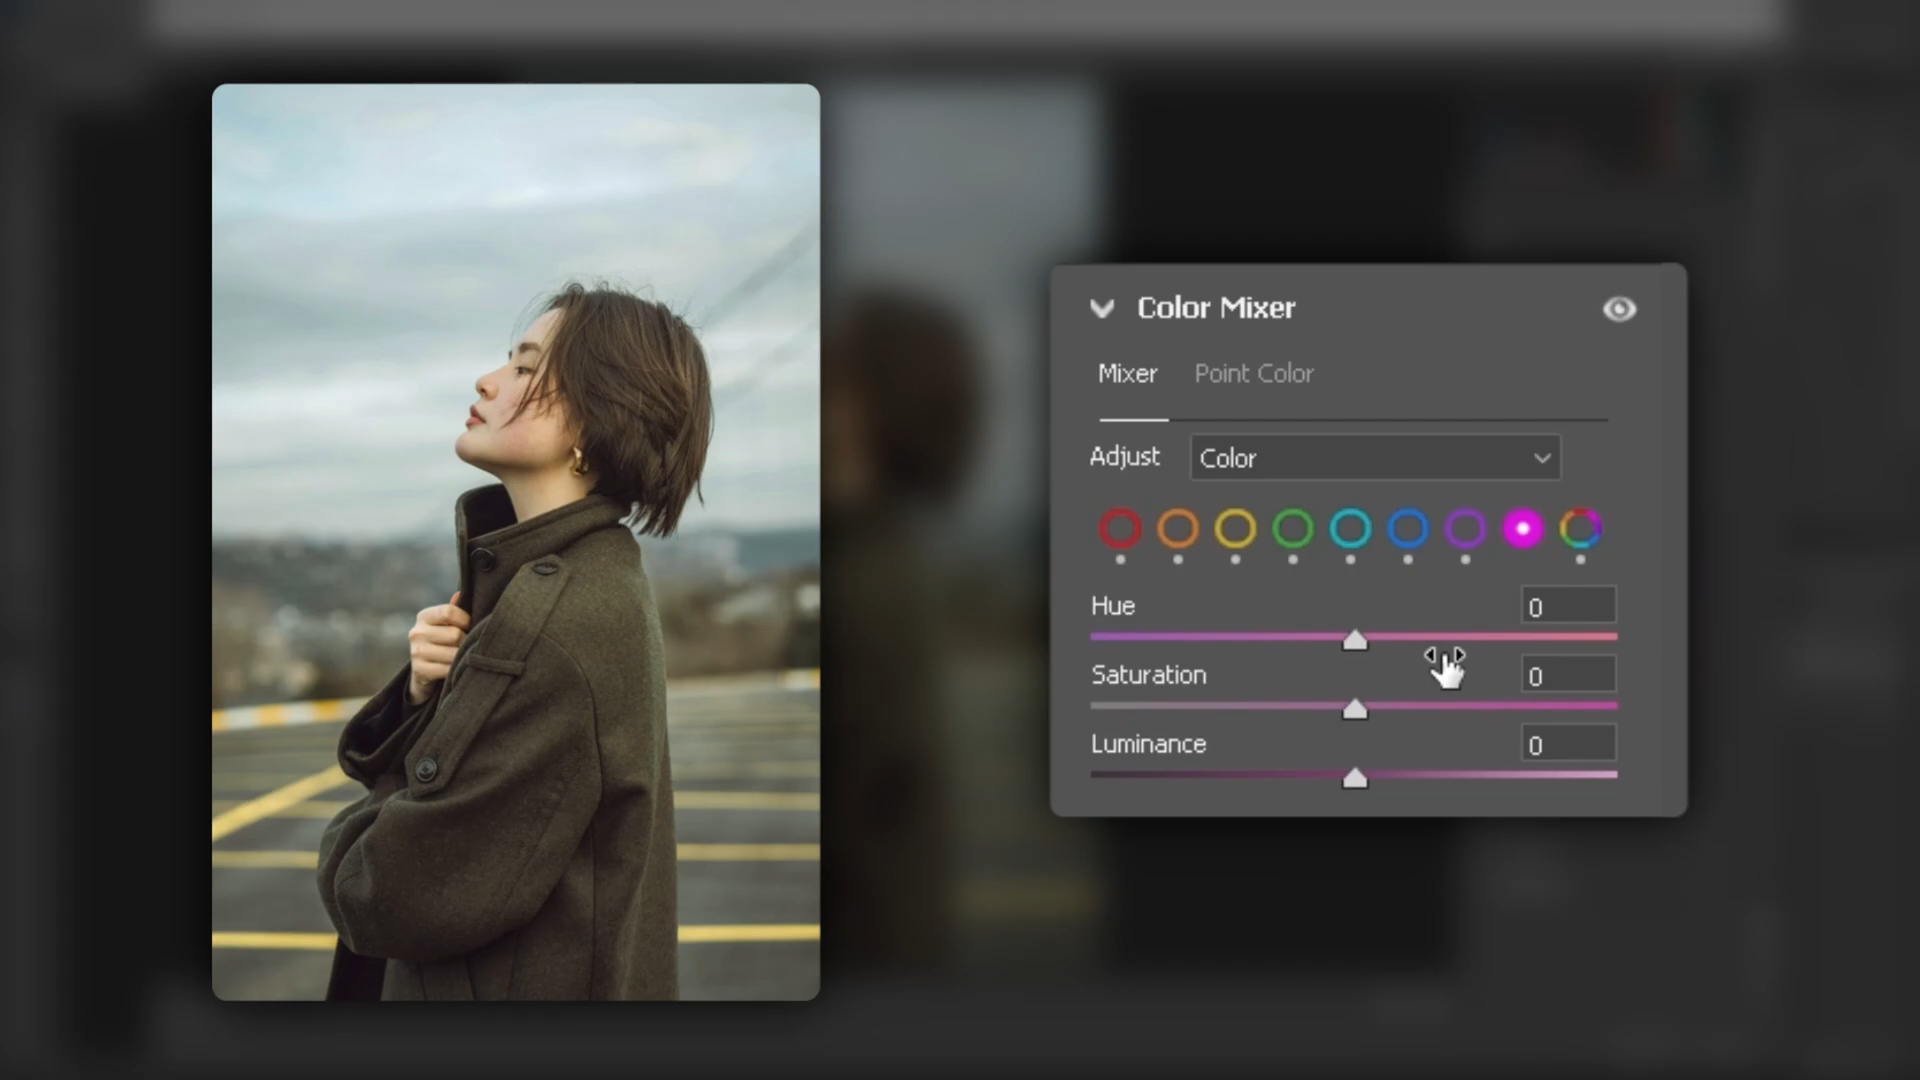 Color Mixer
Mixer Point Color
Adjust Color
Hue 0
Saturation 0
Luminance 0